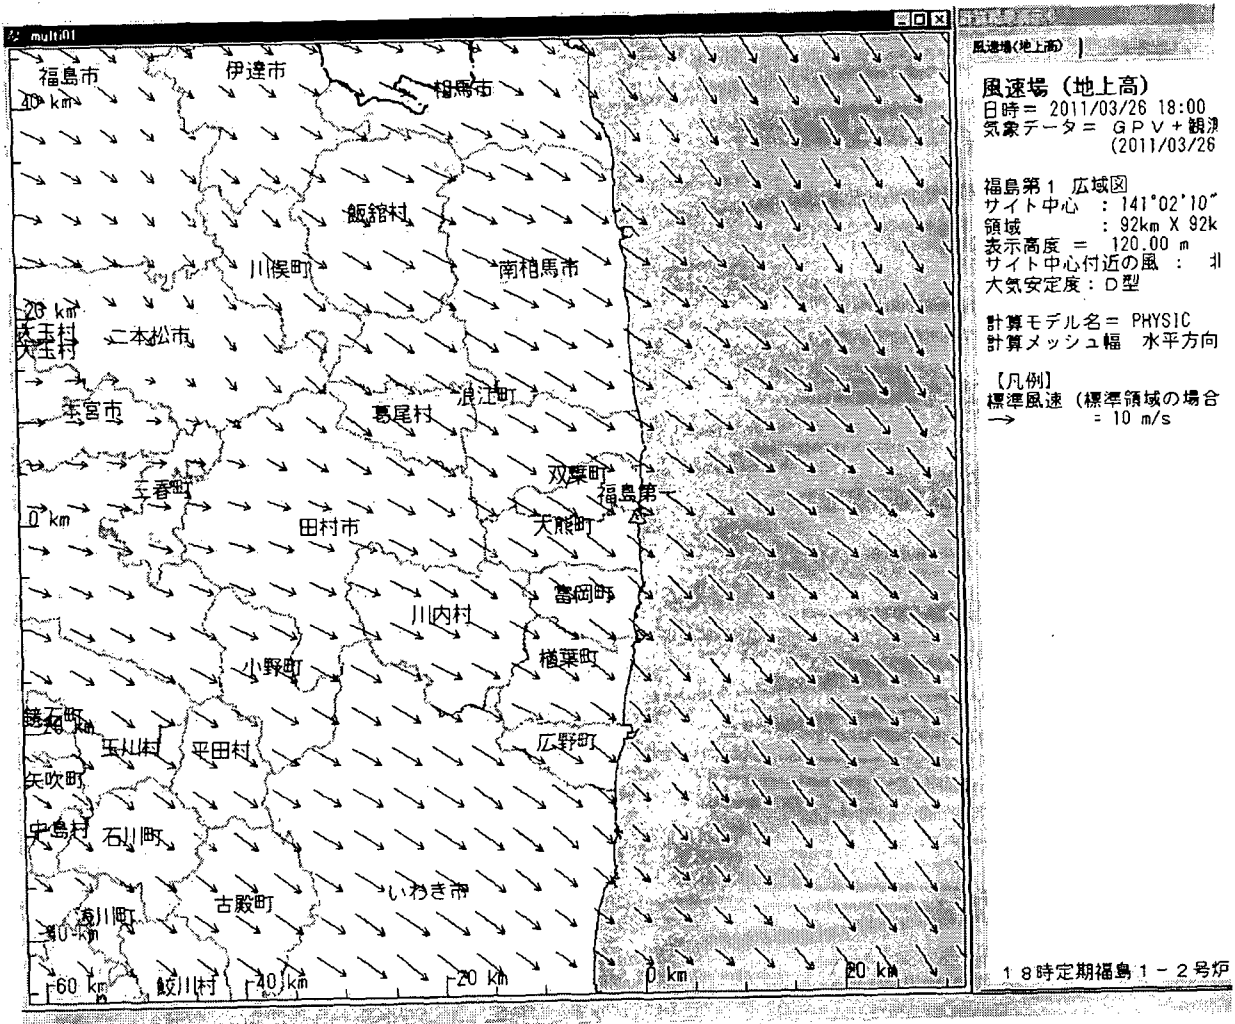 multi01
風速場(地上高)
福島市
伊達市
相馬市
40 km
飯舘村
川俣町
南相馬市
20 km
大玉村
大玉村
二本松市
本宮市
浪江町
葛尾村
双葉町
三春町
福島第一
0 km
田村市
大熊町
富岡町
川内村
小野町
楢葉町
鏡石町
-20 km
玉川村
平田村
広野町
矢吹町
中島村
石川町
いわき市
古殿町
浅川町
-40 km
-60 km
鮫川村
-40 km
-20 km
0 km
20 km
風速場（地上高）
日時＝ 2011/03/26 18:00
気象データ＝ ＧＰＶ＋観測
(2011/03/26
福島第１ 広域図
サイト中心 ： 141°02'10"
領域 ： 92km X 92k
表示高度 ＝ 120.00 m
サイト中心付近の風 ： 北
大気安定度：Ｄ型
計算モデル名＝ PHYSIC
計算メッシュ幅 水平方向
【凡例】
標準風速（標準領域の場合
→ = 10 m/s
１８時定期福島１－２号炉